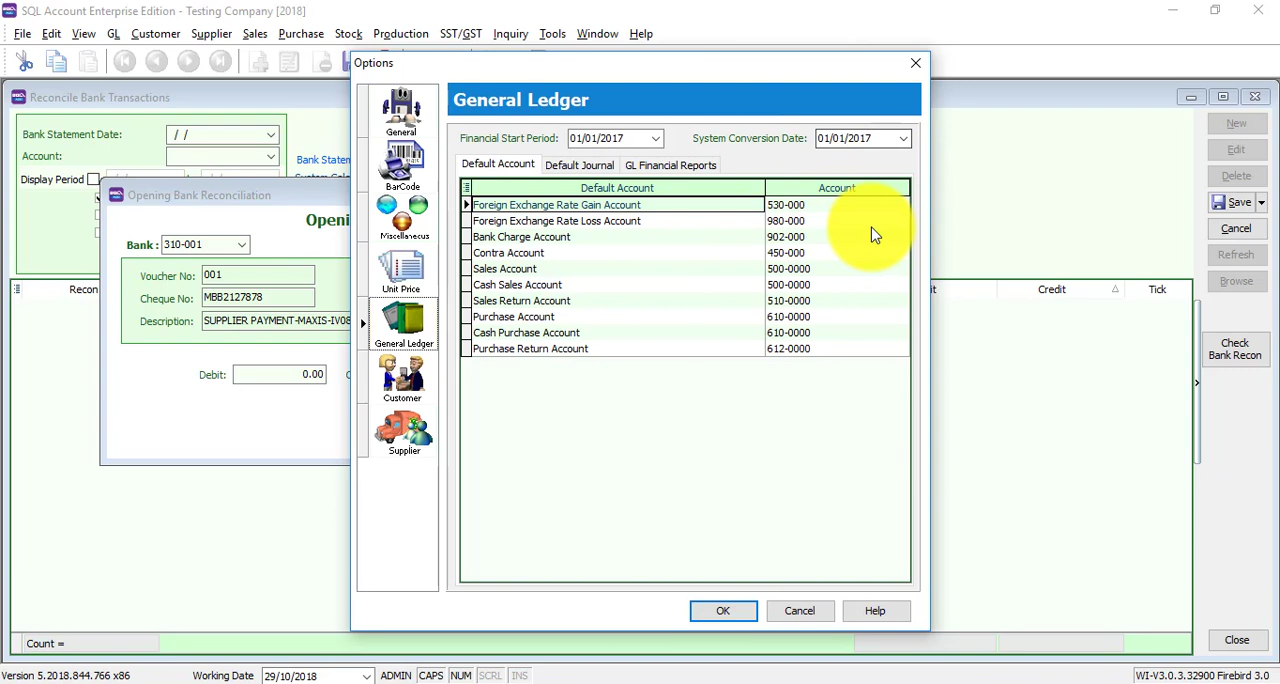 SQL Account Enterprise Edition - Testing Company [2018]
File Edit View GL Customer Supplier Sales Purchase Stock Production SST/GST Inquiry Tools Window Help
Reconcile Bank Transactions
Bank Statement Date: / /
Account:
Bank Statem
Display Period
Opening Bank Reconciliation
Openi
Bank : 310-001
Voucher No: 001
Cheque No: MBB2127878
Description: SUPPLIER PAYMENT-MAXIS-IV08
Debit: 0.00
Recon
Credit
Tick
Count =
Options
General
BarCode
Miscellaneous
Unit Price
General Ledger
Customer
Supplier
General Ledger
Financial Start Period: 01/01/2017 System Conversion Date: 01/01/2017
Default Account Default Journal GL Financial Reports
Default Account Account
Foreign Exchange Rate Gain Account 530-000
Foreign Exchange Rate Loss Account 980-000
Bank Charge Account 902-000
Contra Account 450-000
Sales Account 500-0000
Cash Sales Account 500-0000
Sales Return Account 510-0000
Purchase Account 610-0000
Cash Purchase Account 610-0000
Purchase Return Account 612-0000
OK Cancel Help
New
Edit
Delete
Save
Cancel
Refresh
Browse
Check
Bank Recon
Close
Version 5.2018.844.766 x86 Working Date 29/10/2018 ADMIN CAPS NUM SCRL INS WI-V3.0.3.32900 Firebird 3.0